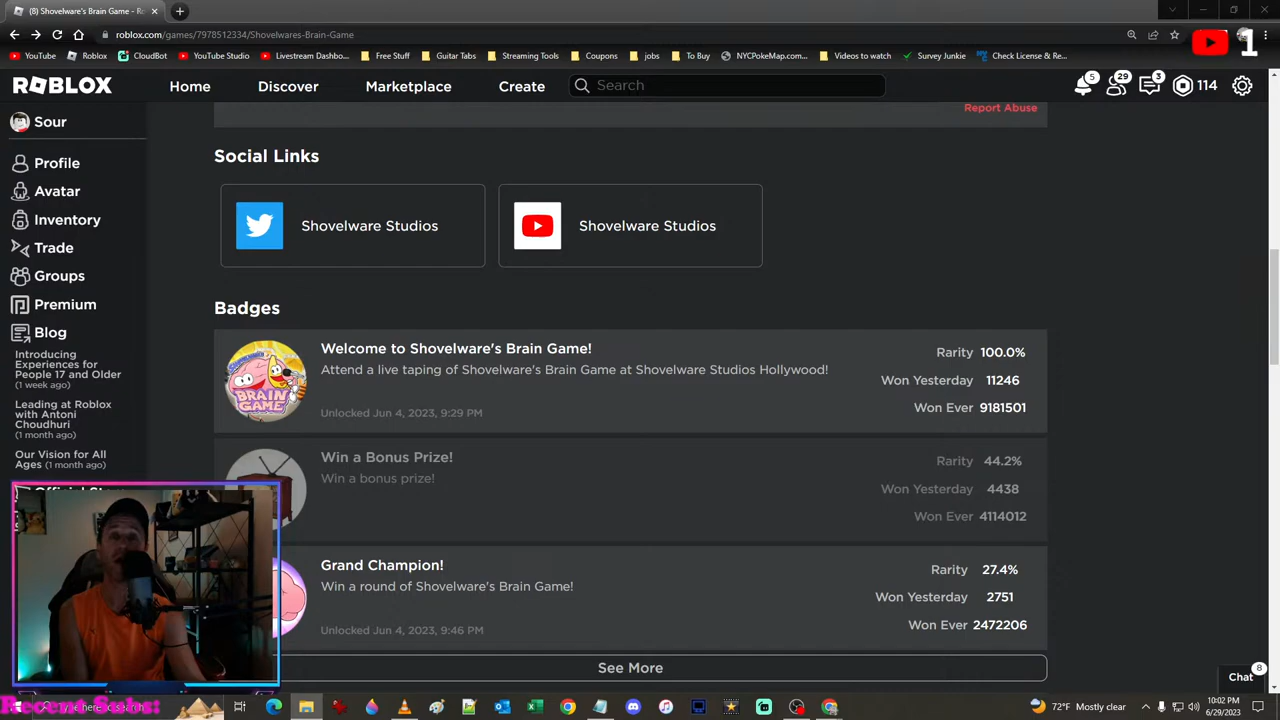 (8) Shovelware's Brain Game - Ro
roblox.com/games/7978512334/Shovelwares-Brain-Game
YouTube Roblox CloudBot YouTube Studio Livestream Dashbo... Free Stuff Guitar Tabs Streaming Tools Coupons jobs To Buy NYCPokeMap.com... Videos to watch Survey Junkie Check License & Re...
1
ROBLOX Home Discover Marketplace Create Search 5 29 3 114
Report Abuse
Sour
Profile
Avatar
Inventory
Trade
Groups
Premium
Blog
Introducing
Experiences for
People 17 and Older
(1 week ago)
Leading at Roblox
with Antoni
Choudhuri
(1 month ago)
Our Vision for All
Ages (1 month ago)
Social Links
Shovelware Studios Shovelware Studios
Badges
BRAIN
GAME
Welcome to Shovelware's Brain Game! Rarity 100.0%
Attend a live taping of Shovelware's Brain Game at Shovelware Studios Hollywood! Won Yesterday 11246
Unlocked Jun 4, 2023, 9:29 PM Won Ever 9181501
Win a Bonus Prize! Rarity 44.2%
Win a bonus prize! Won Yesterday 4438
Won Ever 4114012
Grand Champion! Rarity 27.4%
Win a round of Shovelware's Brain Game! Won Yesterday 2751
Unlocked Jun 4, 2023, 9:46 PM Won Ever 2472206
See More
Chat 8
Recent Subs:
72°F Mostly clear
10:02 PM
6/29/2023